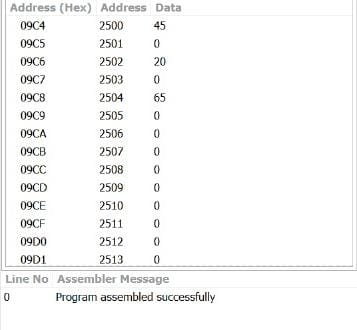 Address (Hex) Address Data
09C4 2500 45
09C5 2501 0
09C6 2502 20
09C7 2503 0
09C8 2504 65
09C9 2505 0
09CA 2506 0
09CB 2507 0
09CC 2508 0
09CD 2509 0
09CE 2510 0
09CF 2511 0
09D0 2512 0
09D1 2513 0
Line No Assembler Message
0 Program assembled successfully